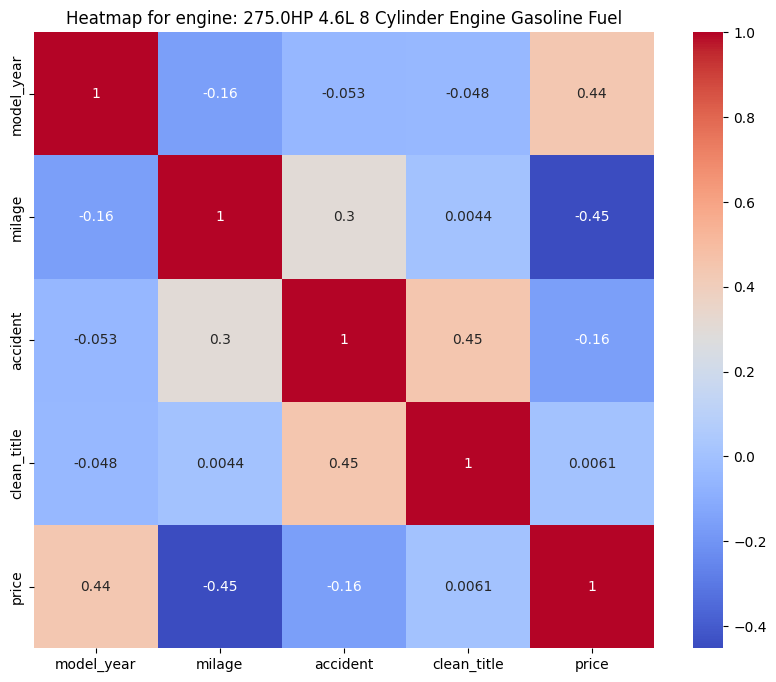 Heatmap for engine: 275.0HP 4.6L 8 Cylinder Engine Gasoline Fuel
model_year 1 -0.16 -0.053 -0.048 0.44
milage -0.16 1 0.3 0.0044 -0.45
accident -0.053 0.3 1 0.45 -0.16
clean_title -0.048 0.0044 0.45 1 0.0061
price 0.44 -0.45 -0.16 0.0061 1
model_year milage accident clean_title price
1.0
0.8
0.6
0.4
0.2
0.0
−0.2
−0.4